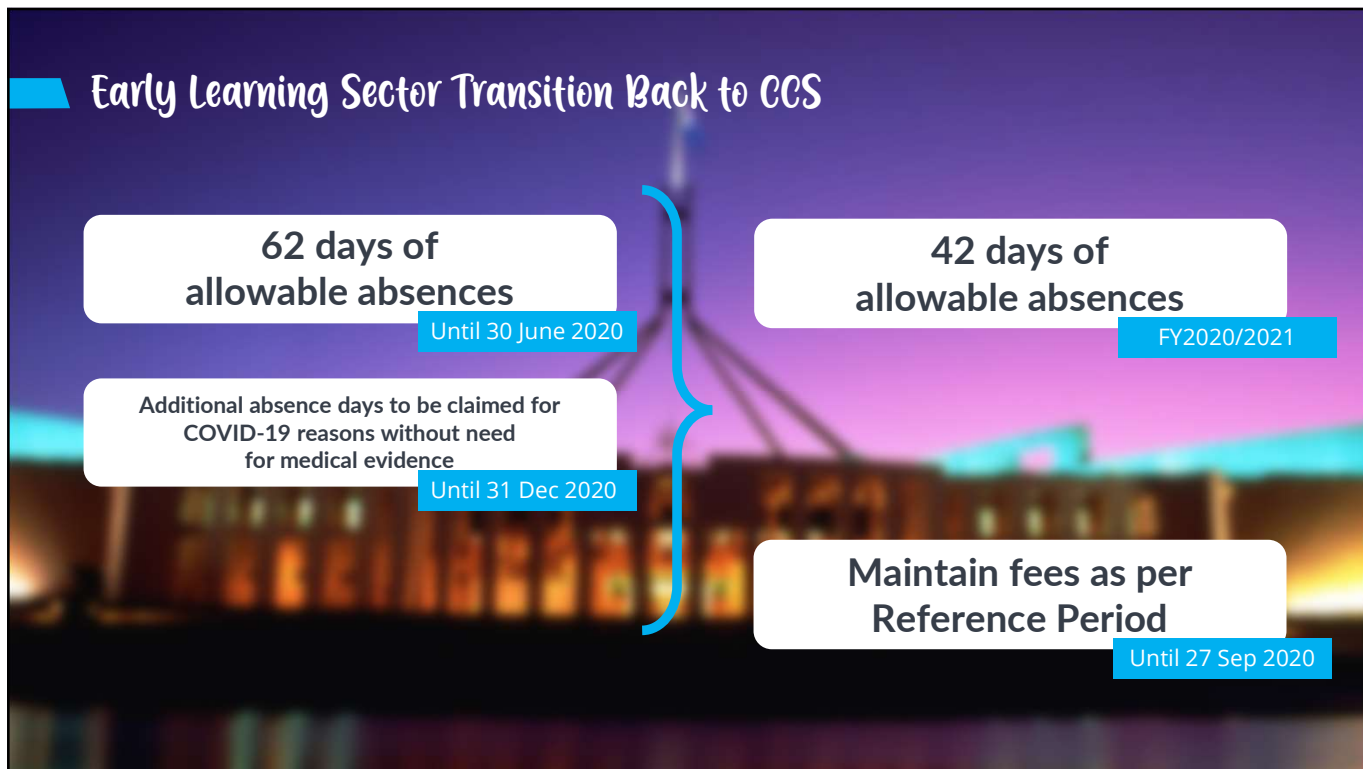 Early Learning Sector Transition Back to CCS
62 days of
allowable absences
Until 30 June 2020
Additional absence days to be claimed for
COVID-19 reasons without need
for medical evidence
Until 31 Dec 2020
42 days of
allowable absences
FY2020/2021
Maintain fees as per
Reference Period
Until 27 Sep 2020